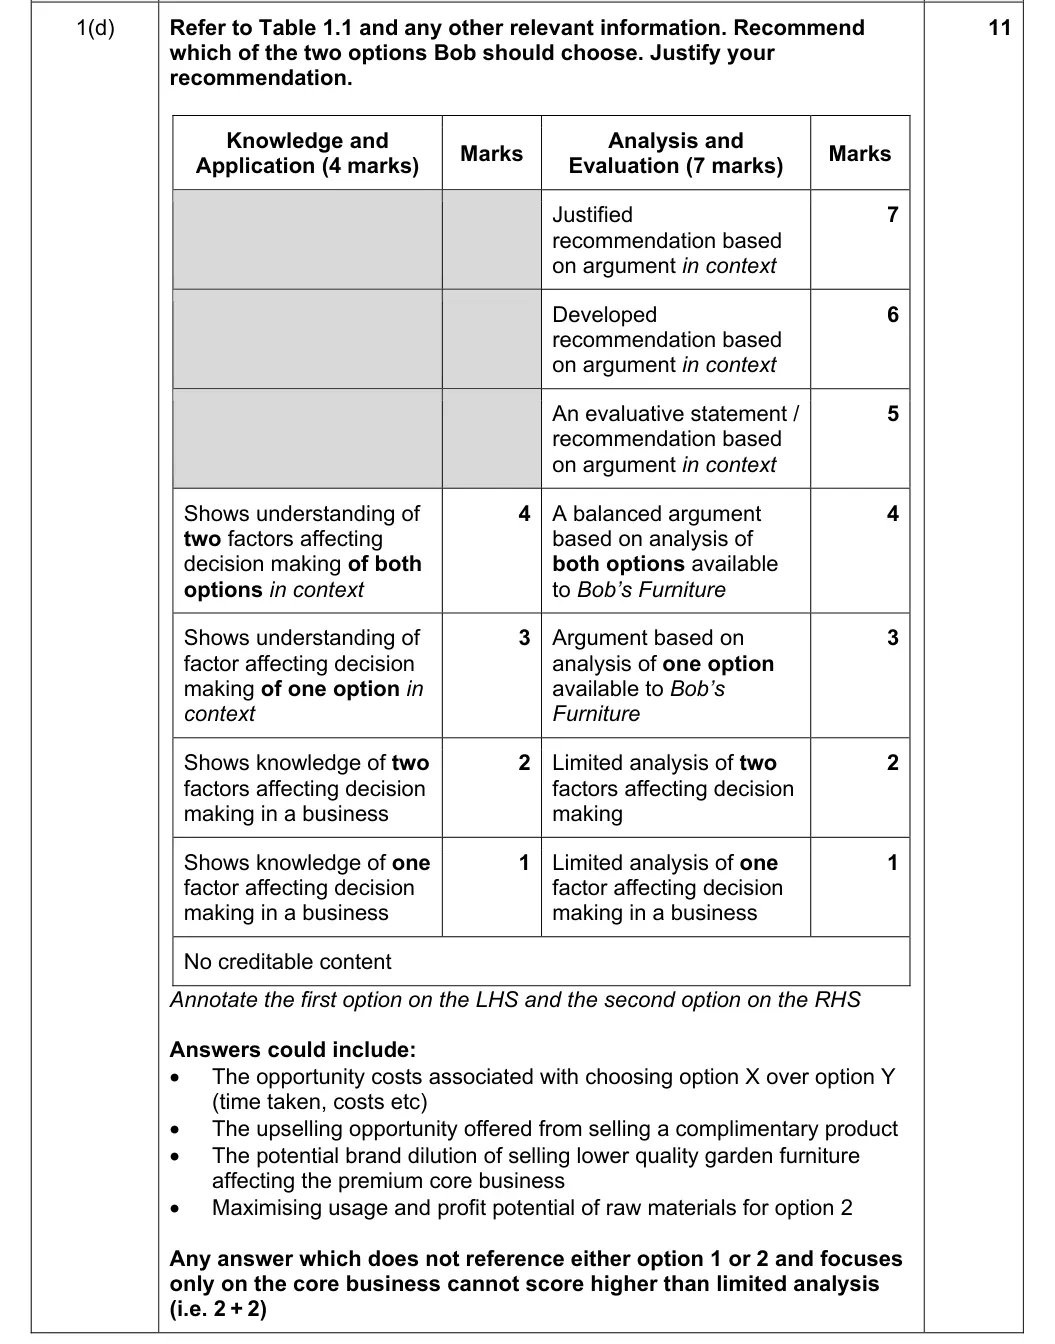 1(d)
Refer to Table 1.1 and any other relevant information. Recommend
which of the two options Bob should choose. Justify your
recommendation.
11
Knowledge and
Application (4 marks)
Marks
Analysis and
Evaluation (7 marks)
Marks
Justified
recommendation based
on argument in context
7
Developed
recommendation based
on argument in context
6
An evaluative statement /
recommendation based
on argument in context
5
Shows understanding of
two factors affecting
decision making of both
options in context
4
A balanced argument
based on analysis of
both options available
to Bob’s Furniture
4
Shows understanding of
factor affecting decision
making of one option in
context
3
Argument based on
analysis of one option
available to Bob’s
Furniture
3
Shows knowledge of two
factors affecting decision
making in a business
2
Limited analysis of two
factors affecting decision
making
2
Shows knowledge of one
factor affecting decision
making in a business
1
Limited analysis of one
factor affecting decision
making in a business
1
No creditable content
Annotate the first option on the LHS and the second option on the RHS
Answers could include:
• The opportunity costs associated with choosing option X over option Y
(time taken, costs etc)
• The upselling opportunity offered from selling a complimentary product
• The potential brand dilution of selling lower quality garden furniture
affecting the premium core business
• Maximising usage and profit potential of raw materials for option 2
Any answer which does not reference either option 1 or 2 and focuses
only on the core business cannot score higher than limited analysis
(i.e. 2 + 2)